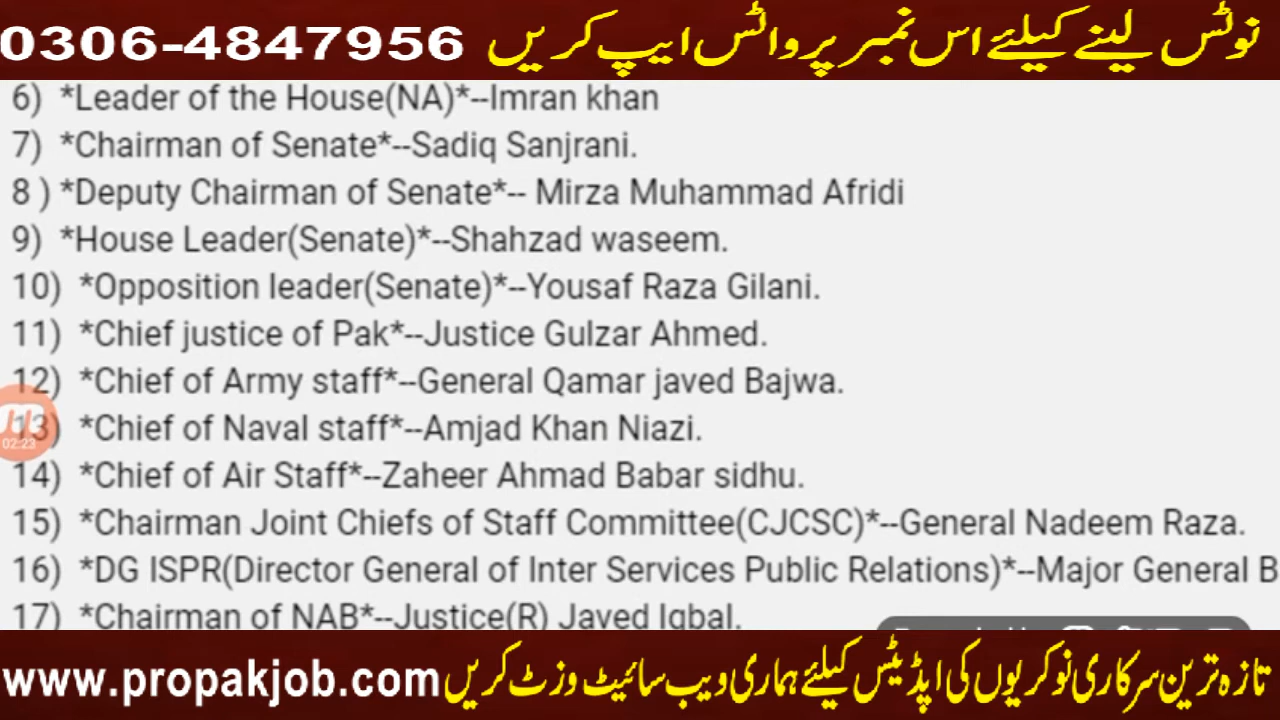 0306-4847956 نوٹس لینے کیلئے اس نمبر پر واٹس ایپ کریں
6) *Leader of the House(NA)*--Imran khan
7) *Chairman of Senate*--Sadiq Sanjrani.
8 ) *Deputy Chairman of Senate*-- Mirza Muhammad Afridi
9) *House Leader(Senate)*--Shahzad waseem.
10) *Opposition leader(Senate)*--Yousaf Raza Gilani.
11) *Chief justice of Pak*--Justice Gulzar Ahmed.
12) *Chief of Army staff*--General Qamar javed Bajwa.
13) *Chief of Naval staff*--Amjad Khan Niazi.
02:23
14) *Chief of Air Staff*--Zaheer Ahmad Babar sidhu.
15) *Chairman Joint Chiefs of Staff Committee(CJCSC)*--General Nadeem Raza.
16) *DG ISPR(Director General of Inter Services Public Relations)*--Major General B
17) *Chairman of NAB*--Justice(R) Javed Iqbal.
www.propakjob.com تازہ ترین سرکاری نوکریوں کی اپڈیٹس کیلئے ہماری ویب سائیٹ وزٹ کریں